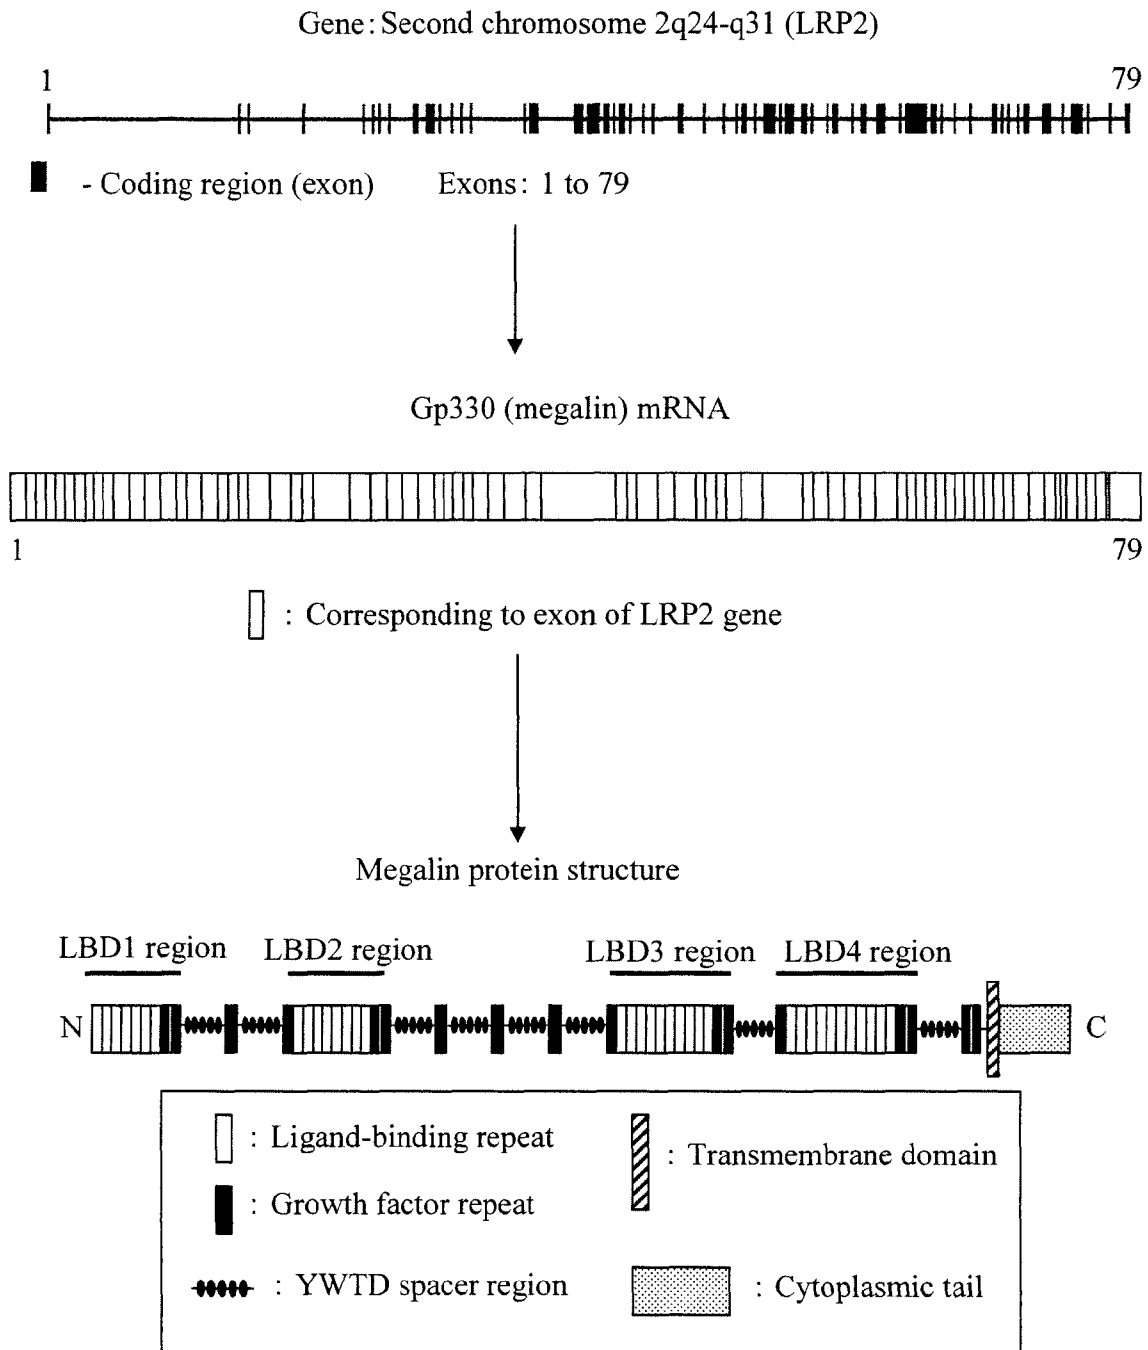 Gene: Second chromosome 2q24-q31 (LRP2)
1 79
- Coding region (exon) Exons: 1 to 79
Gp330 (megalin) mRNA
1 79
: Corresponding to exon of LRP2 gene
Megalin protein structure
LBD1 region LBD2 region LBD3 region LBD4 region
N C
: Ligand-binding repeat
: Transmembrane domain
: Growth factor repeat
: YWTD spacer region : Cytoplasmic tail